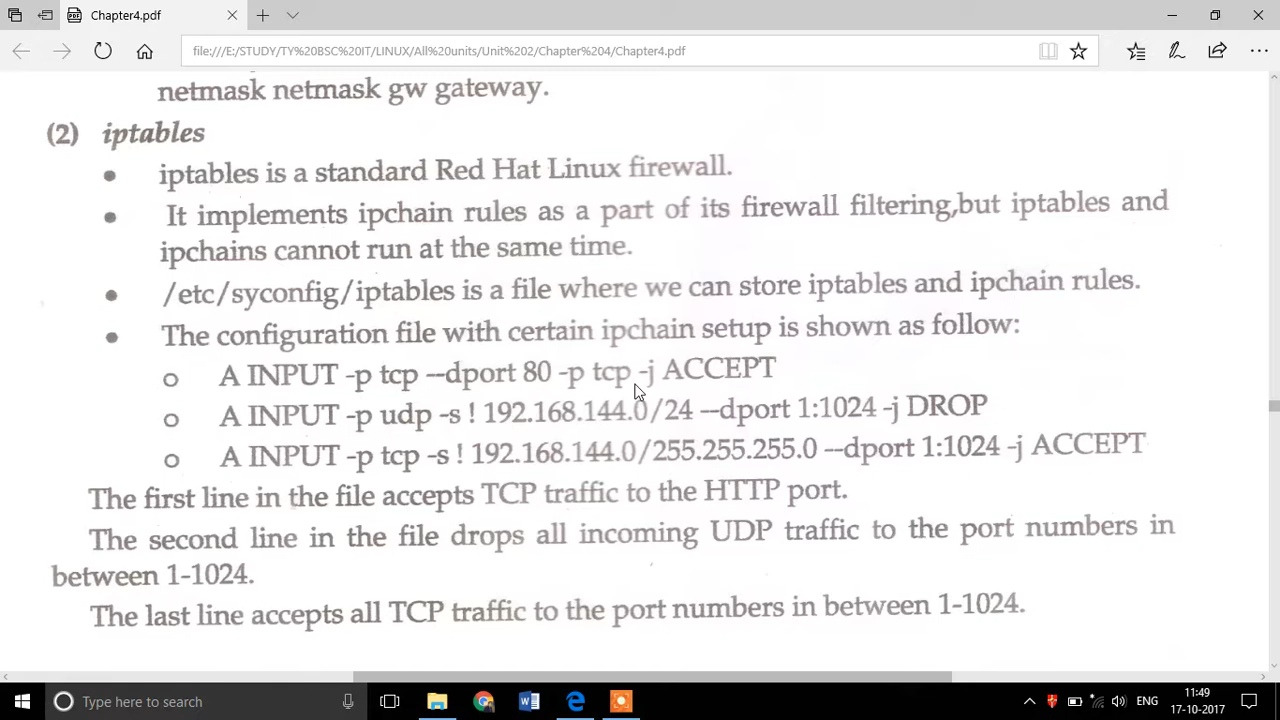 Chapter4.pdf
file:///E:/STUDY/TY%20BSC%20IT/LINUX/All%20units/Unit%202/Chapter%204/Chapter4.pdf
netmask netmask gw gateway.
(2) iptables
• iptables is a standard Red Hat Linux firewall.
• It implements ipchain rules as a part of its firewall filtering,but iptables and
ipchains cannot run at the same time.
• /etc/syconfig/iptables is a file where we can store iptables and ipchain rules.
• The configuration file with certain ipchain setup is shown as follow:
o A INPUT -p tcp --dport 80 -p tcp -j ACCEPT
o A INPUT -p udp -s ! 192.168.144.0/24 --dport 1:1024 -j DROP
o A INPUT -p tcp -s ! 192.168.144.0/255.255.255.0 --dport 1:1024 -j ACCEPT
The first line in the file accepts TCP traffic to the HTTP port.
The second line in the file drops all incoming UDP traffic to the port numbers in
between 1-1024.
The last line accepts all TCP traffic to the port numbers in between 1-1024.
Type here to search
ENG
11:49
17-10-2017